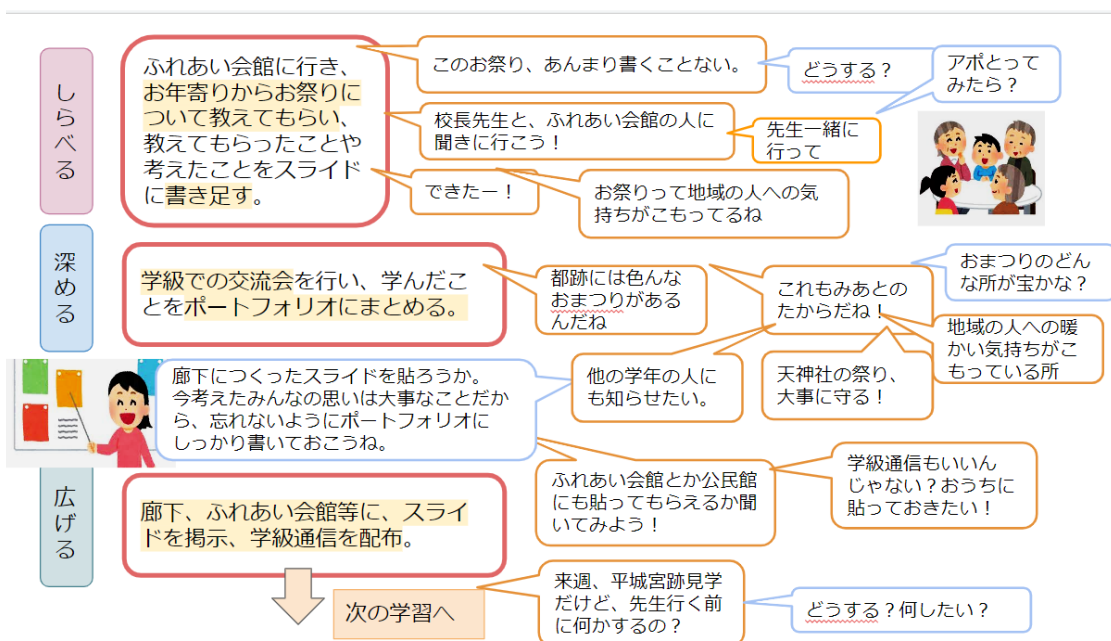 しらべる
ふれあい会館に行き、
お年寄りからお祭りに
ついて教えてもらい、
教えてもらったことや
考えたことをスライド
に書き足す。
このお祭り、あんまり書くことない。
どうする？
アポとって
みたら？
校長先生と、ふれあい会館の人に
聞きに行こう！
先生一緒に
行って
できたー！
お祭りって地域の人への気
持ちがこもってるね
深める
学級での交流会を行い、学んだこ
とをポートフォリオにまとめる。
都跡には色んな
おまつりがある
んだね
これもみあとの
たからだね！
おまつりのどん
な所が宝かな？
地域の人への暖
かい気持ちがこ
もっている所
廊下につくったスライドを貼ろうか。
今考えたみんなの思いは大事なことだか
ら、忘れないようにポートフォリオに
しっかり書いておこうね。
他の学年の人に
も知らせたい。
天神社の祭り、
大事に守る！
広げる
廊下、ふれあい会館等に、スライ
ドを掲示、学級通信を配布。
ふれあい会館とか公民館
にも貼ってもらえるか聞
いてみよう！
学級通信もいいん
じゃない？おうちに
貼っておきたい！
次の学習へ
来週、平城宮跡見学
だけど、先生行く前
に何かするの？
どうする？何したい？